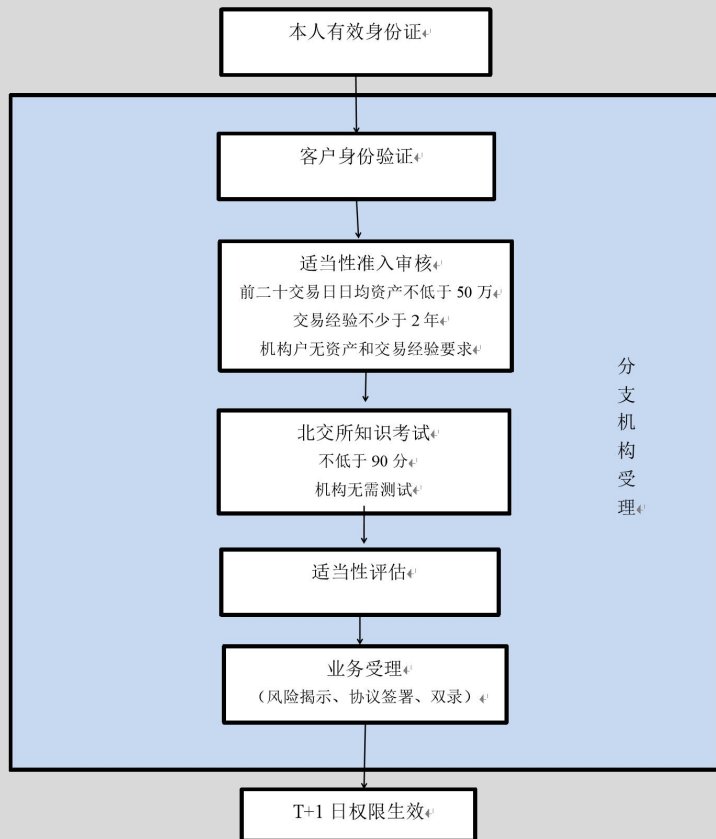 本人有效身份证
客户身份验证
适当性准入审核
前二十交易日日均资产不低于 50 万
交易经验不少于 2 年
机构户无资产和交易经验要求
北交所知识考试
不低于 90 分
机构无需测试
适当性评估
业务受理
（风险揭示、协议签署、双录）
T+1 日权限生效
分
支
机
构
受
理